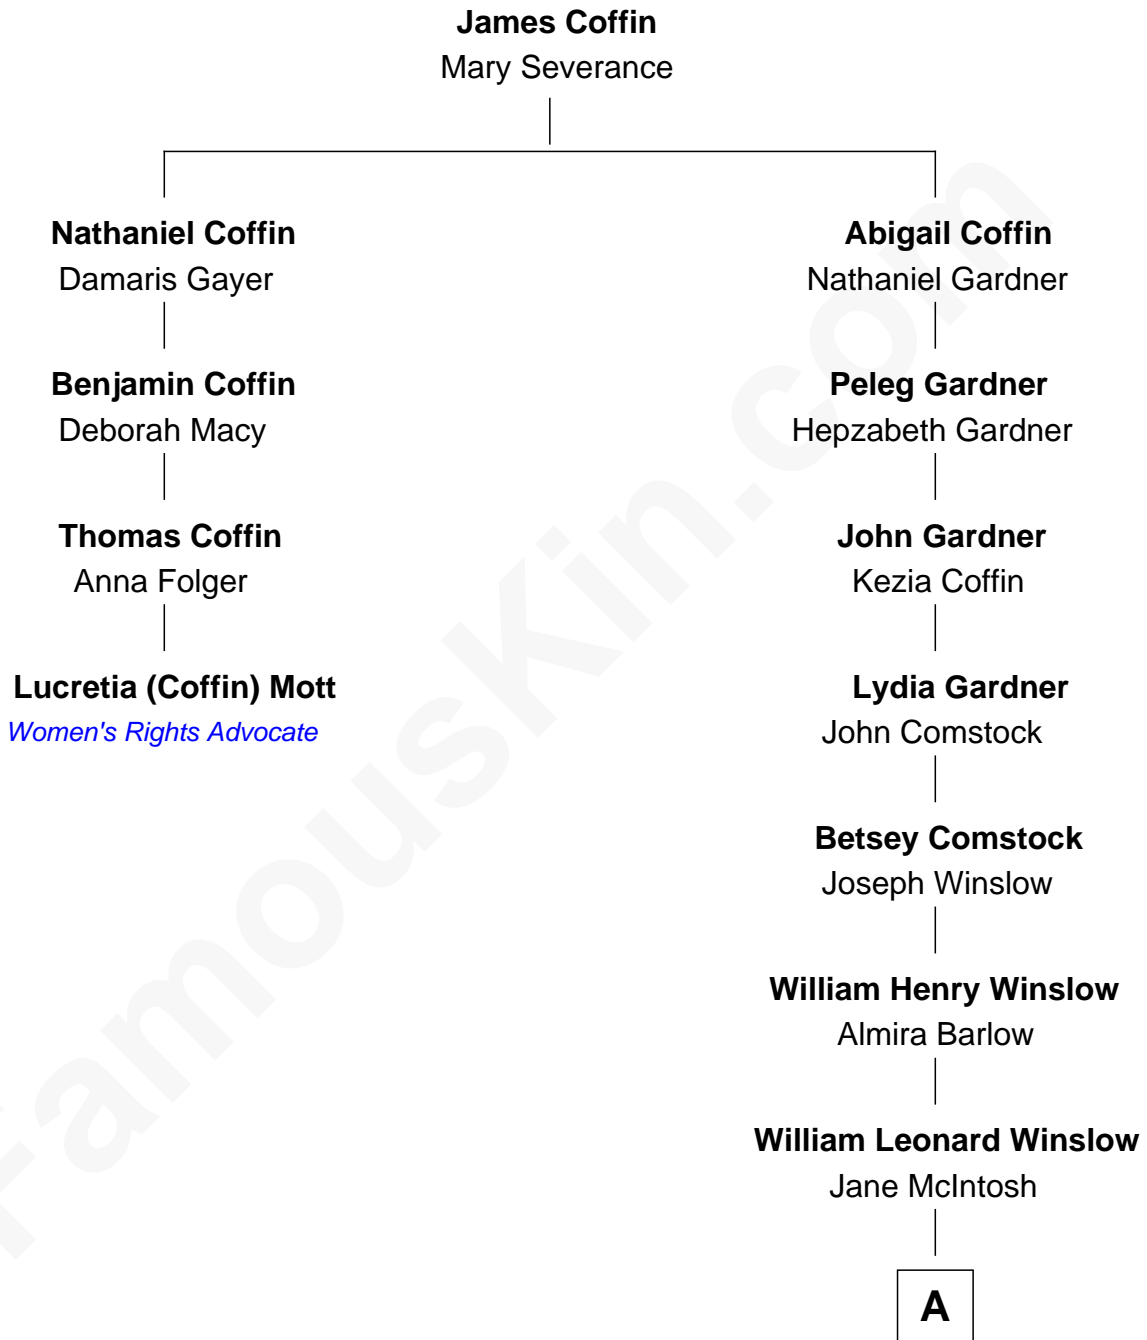 James Coffin
Mary Severance
Nathaniel Coffin
Damaris Gayer
Benjamin Coffin
Deborah Macy
Thomas Coffin
Anna Folger
Lucretia (Coffin) Mott
Women's Rights Advocate
Abigail Coffin
Nathaniel Gardner
Peleg Gardner
Hepzabeth Gardner
John Gardner
Kezia Coffin
Lydia Gardner
John Comstock
Betsey Comstock
Joseph Winslow
William Henry Winslow
Almira Barlow
William Leonard Winslow
Jane McIntosh
A
FamousKin.com